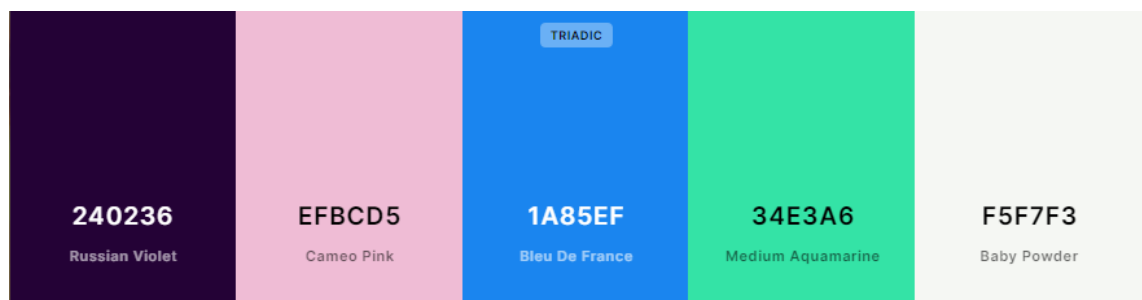 TRIADIC
240236
Russian Violet
EFBCD5
Cameo Pink
1A85EF
Bleu De France
34E3A6
Medium Aquamarine
F5F7F3
Baby Powder